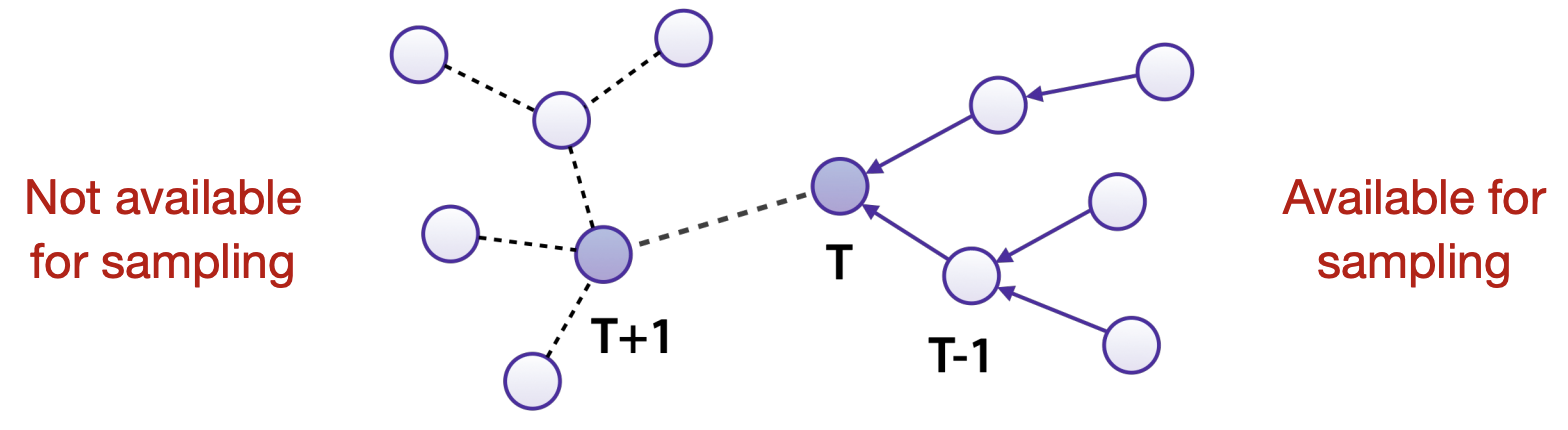 Not available
for sampling
T+1
T
T-1
Available for
sampling